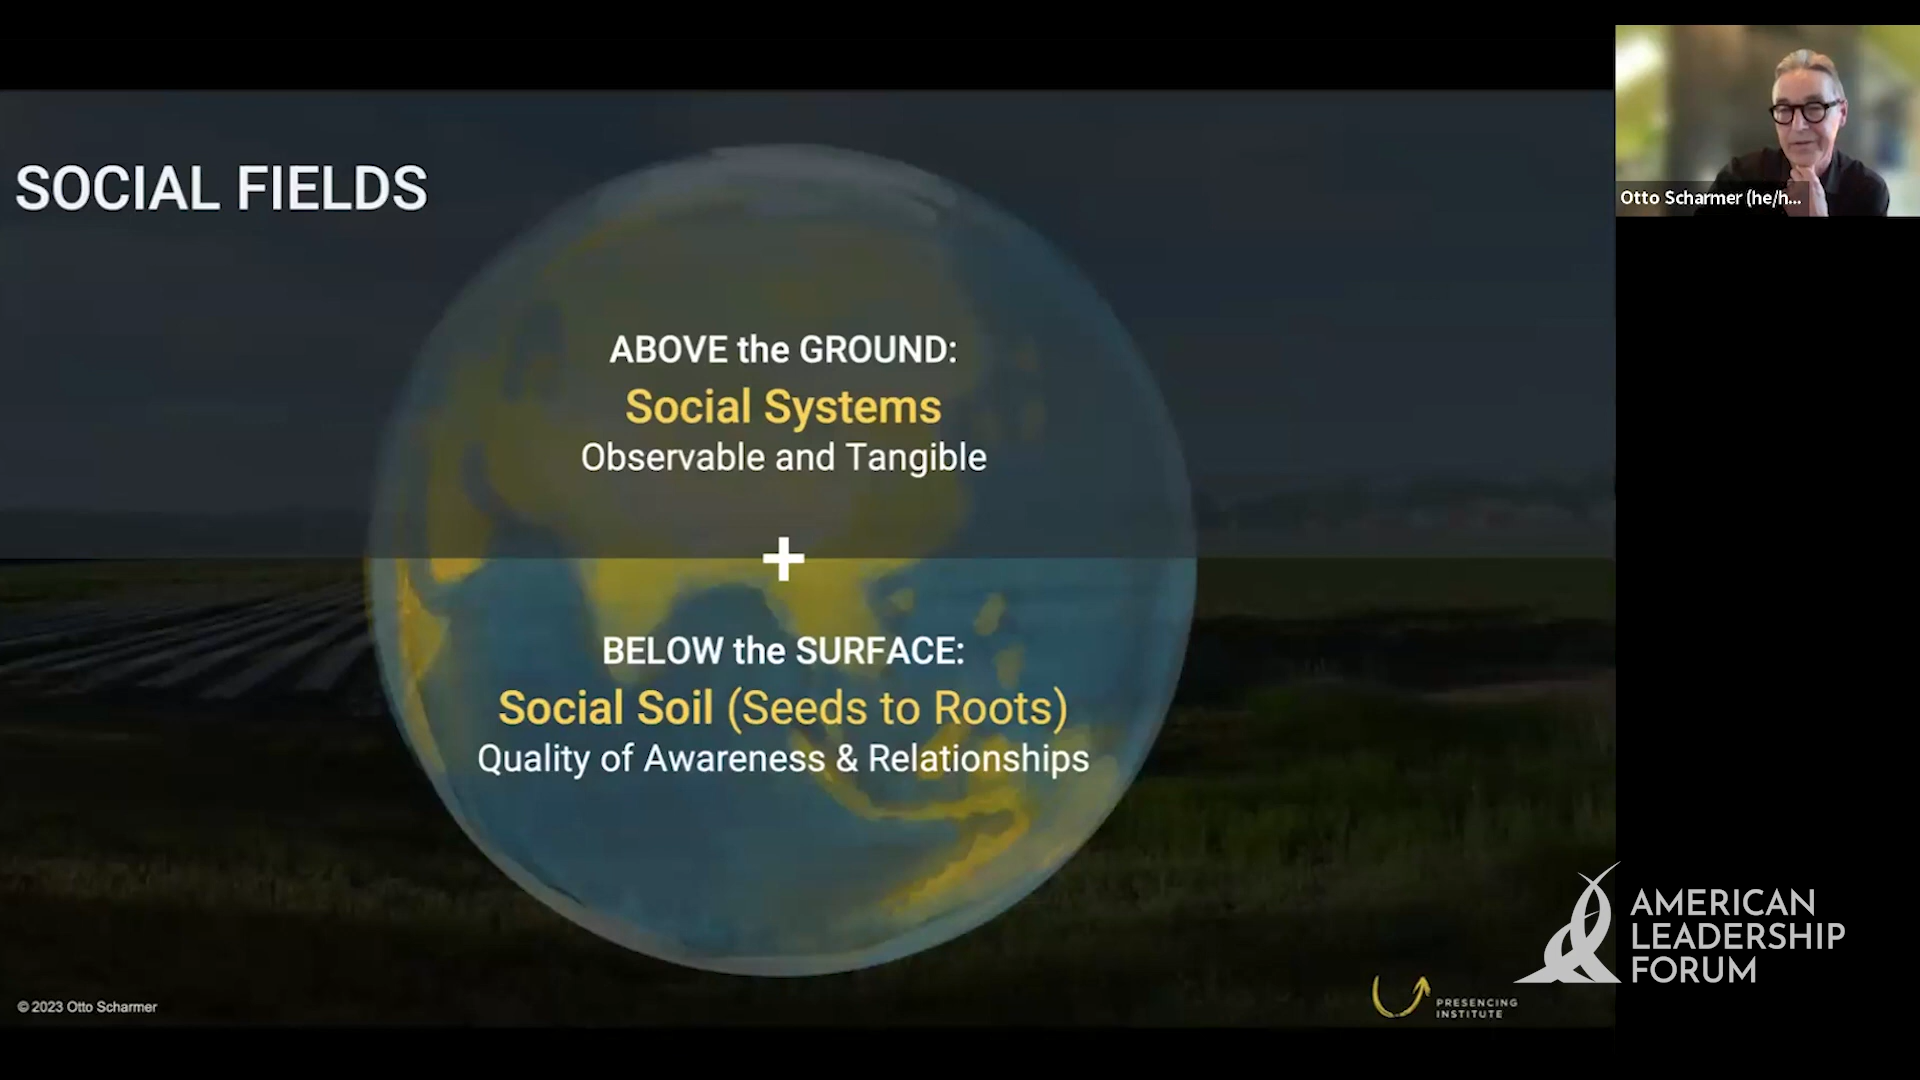 SOCIAL FIELDS
ABOVE the GROUND:
Social Systems
Observable and Tangible
+
BELOW the SURFACE:
Social Soil (Seeds to Roots)
Quality of Awareness & Relationships
© 2023 Otto Scharmer
PRESENCING
INSTITUTE
Otto Scharmer (he/h...
AMERICAN
LEADERSHIP
FORUM